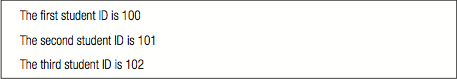 The first student ID is 100
The second student ID is 101
The third student ID is 102